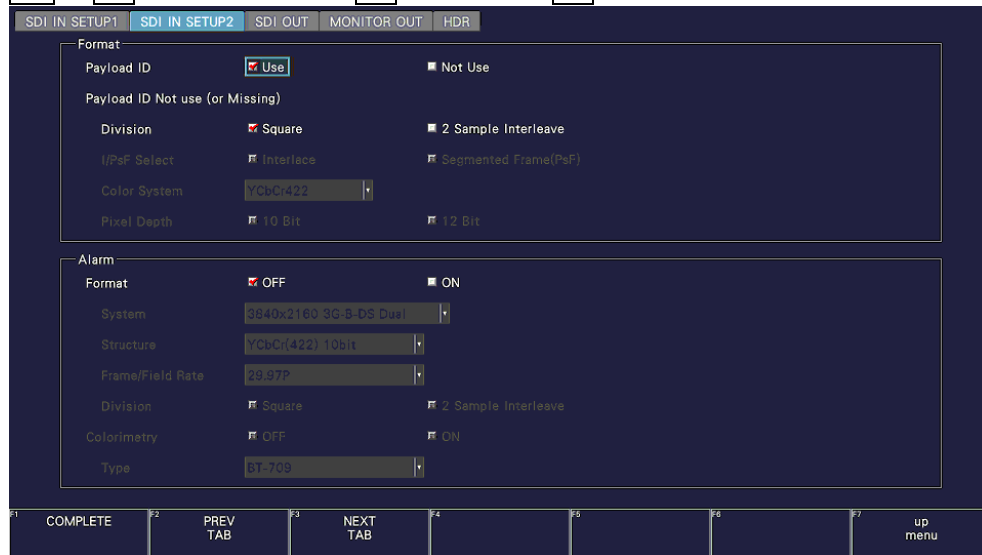 SDI IN SETUP1 SDI IN SETUP2 SDI OUT MONITOR OUT HDR
Format
Payload ID Use Not Use
Payload ID Not use (or Missing)
Division Square 2 Sample Interleave
I/PsF Select Interlace Segmented Frame(PsF)
Color System YCbCr422
Pixel Depth 10 Bit 12 Bit
Alarm
Format OFF ON
System 3840x2160 3G-B-DS Dual
Structure YCbCr(422) 10bit
Frame/Field Rate 29.97P
Division Square 2 Sample Interleave
Colorimetry OFF ON
Type BT-709
F1 COMPLETE F2 PREV F3 NEXT F4 F5 F6 F7 up
TAB TAB menu